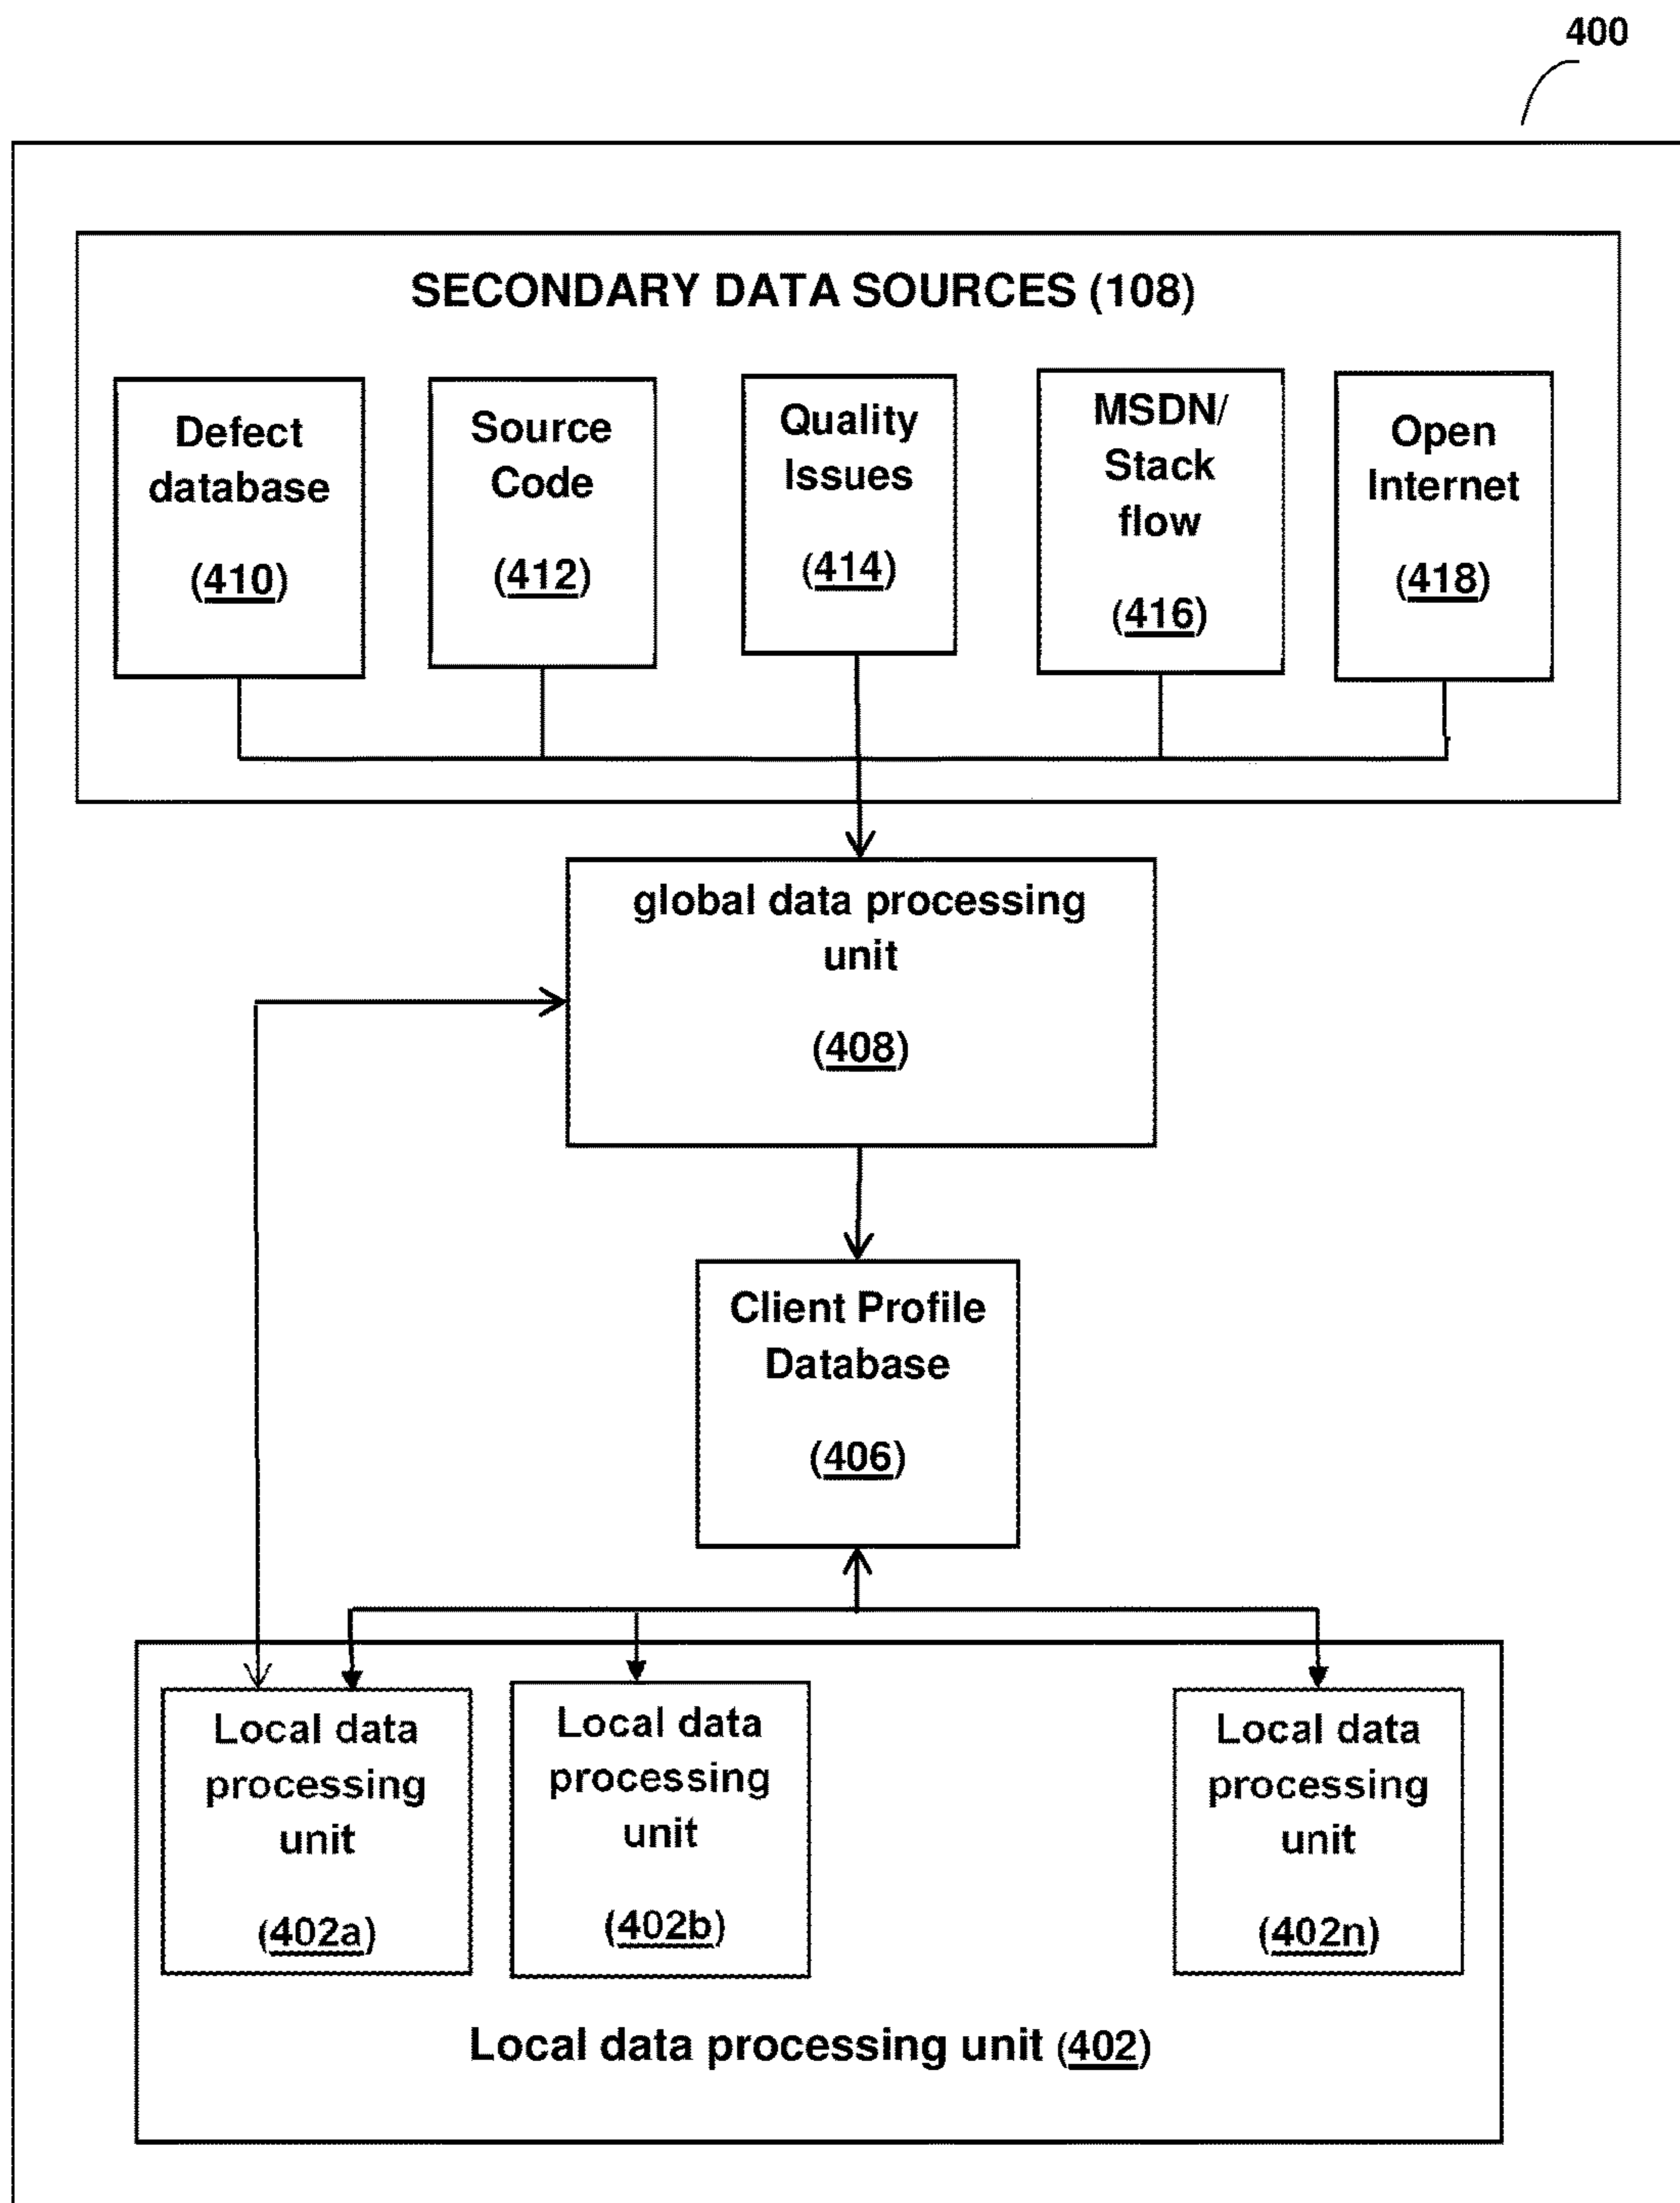 400
SECONDARY DATA SOURCES (108)
Defect
database
(410)
Source
Code
(412)
Quality
Issues
(414)
MSDN/
Stack
flow
(416)
Open
Internet
(418)
global data processing
unit
(408)
Client Profile
Database
(406)
Local data
processing
unit
(402a)
Local data
processing
unit
(402b)
Local data
processing
unit
(402n)
Local data processing unit (402)